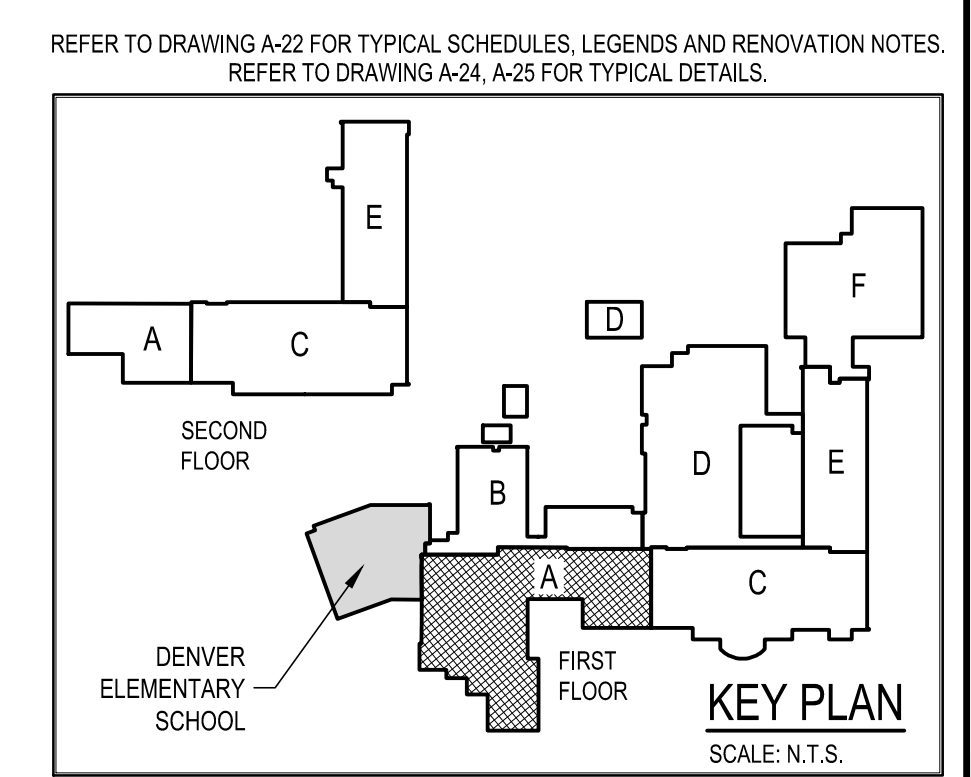 REFER TO DRAWING A-22 FOR TYPICAL SCHEDULES, LEGENDS AND RENOVATION NOTES.
REFER TO DRAWING A-24, A-25 FOR TYPICAL DETAILS.
E
A
C
SECOND
FLOOR
F
D
B
D
E
A
C
DENVER
ELEMENTARY
SCHOOL
FIRST
FLOOR
KEY PLAN
SCALE: N.T.S.